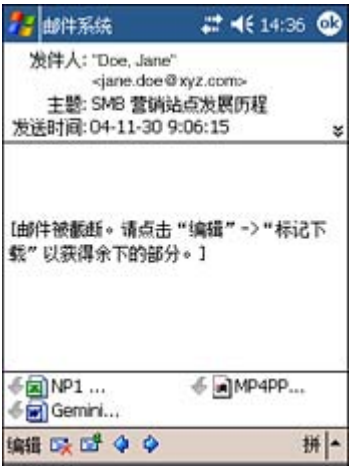 邮件系统 14:36 ok
发件人: "Doe, Jane"
<jane.doe@xyz.com>
主题: SMB 营销站点发展历程
发送时间: 04-11-30 9:06:15
[邮件被截断。请点击“编辑”->“标记下
载”以获得余下的部分。]
NP1 ... MP4PP...
Gemini...
编辑 拼